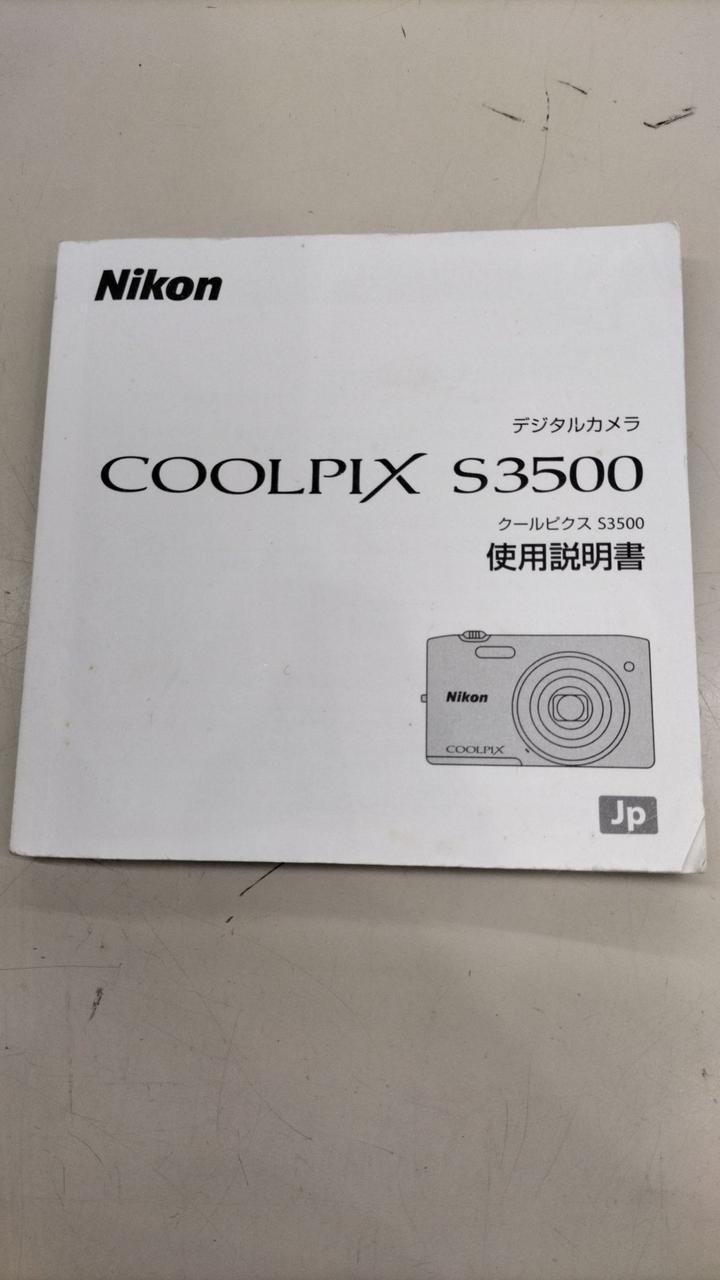 Nikon
デジタルカメラ
COOLPIX S3500
クールピクス S3500
使用説明書
Nikon
COOLPIX
Jp